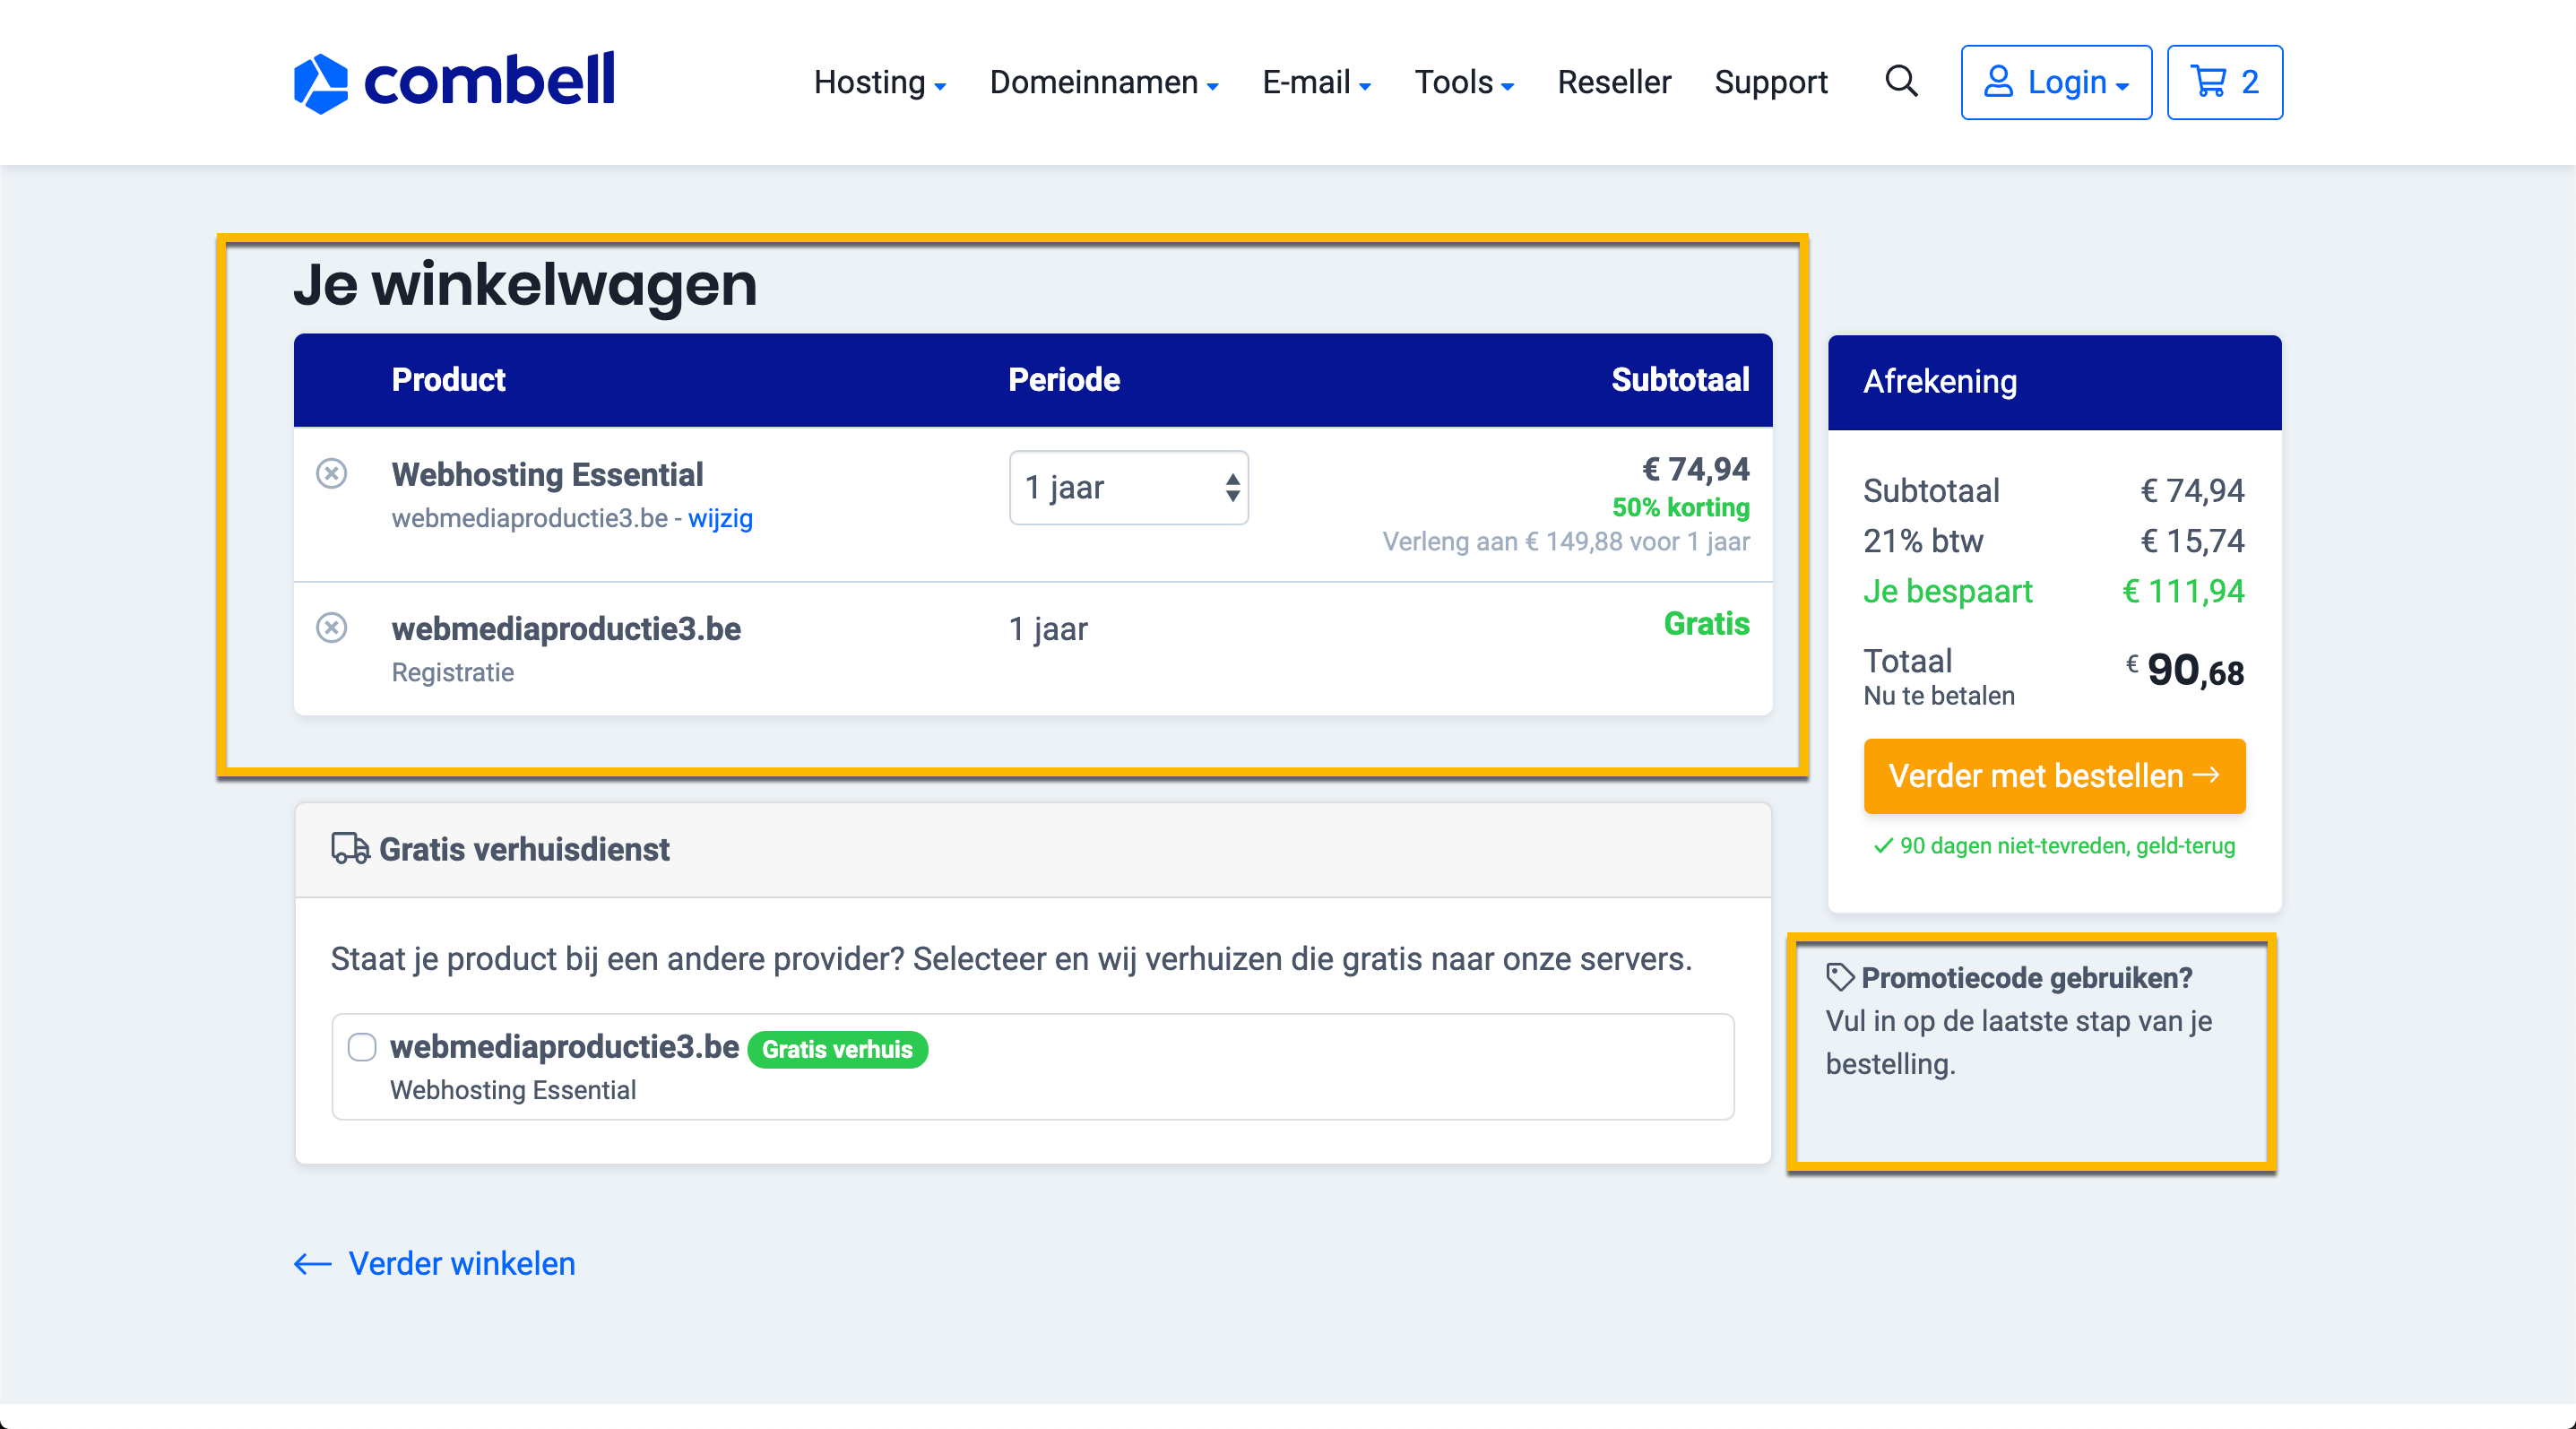 combell
Hosting Domeinnamen E-mail Tools Reseller Support Login 2
Je winkelwagen
Product Periode Subtotaal
Webhosting Essential 1 jaar € 74,94
webmediaproductie3.be - wijzig 50% korting
Verleng aan € 149,88 voor 1 jaar
webmediaproductie3.be 1 jaar Gratis
Registratie
Afrekening
Subtotaal € 74,94
21% btw € 15,74
Je bespaart € 111,94
Totaal € 90,68
Nu te betalen
Verder met bestellen →
90 dagen niet-tevreden, geld-terug
Gratis verhuisdienst
Staat je product bij een andere provider? Selecteer en wij verhuizen die gratis naar onze servers.
webmediaproductie3.be Gratis verhuis
Webhosting Essential
Promotiecode gebruiken?
Vul in op de laatste stap van je
bestelling.
← Verder winkelen